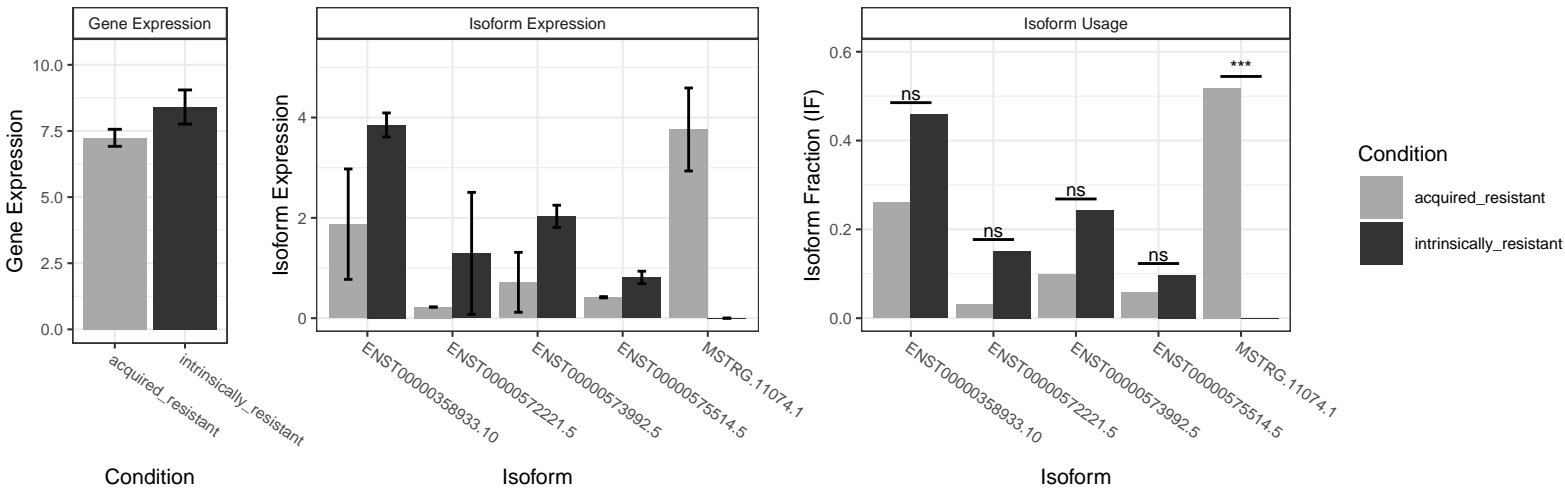 Gene Expression
Isoform Expression
Isoform Usage
Gene Expression
10.0
7.5
5.0
2.5
0.0
acquired_resistant
intrinsically_resistant
Condition
Isoform Expression
4
2
0
ENST00000358933.10
ENST00000572221.5
ENST00000573992.5
ENST00000575514.5
MSTRG.11074.1
Isoform
Isoform Fraction (IF)
0.6
0.4
0.2
0.0
ns
ns
ns
ns
***
ENST00000358933.10
ENST00000572221.5
ENST00000573992.5
ENST00000575514.5
MSTRG.11074.1
Isoform
Condition
acquired_resistant
intrinsically_resistant